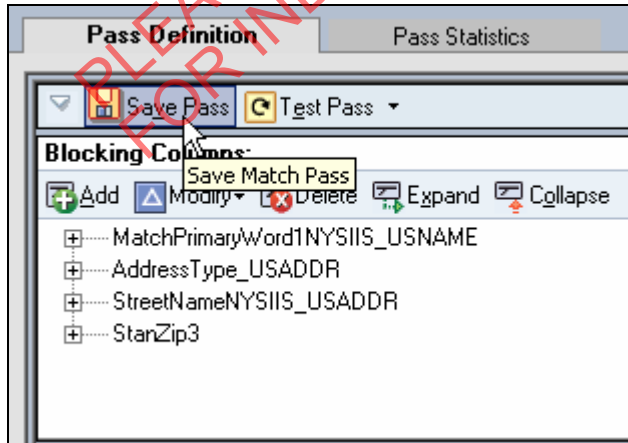 Pass Definition
Pass Statistics
Save Pass
Test Pass
Blocking Columns:
Save Match Pass
Add
Modify
Delete
Expand
Collapse
MatchPrimaryWord1NYSIIS_USNAME
AddressType_USADDR
StreetNameNYSIIS_USADDR
StanZip3
FOR